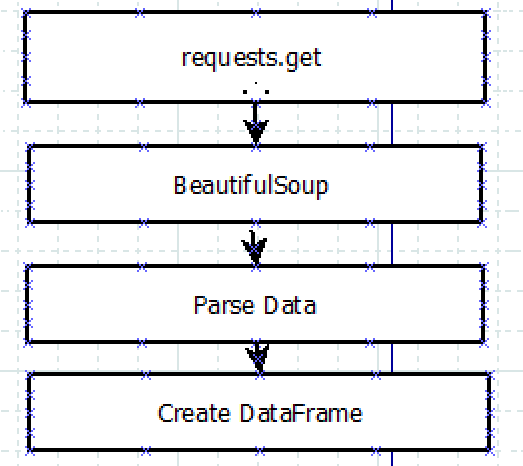 requests.get
BeautifulSoup
Parse Data
Create DataFrame